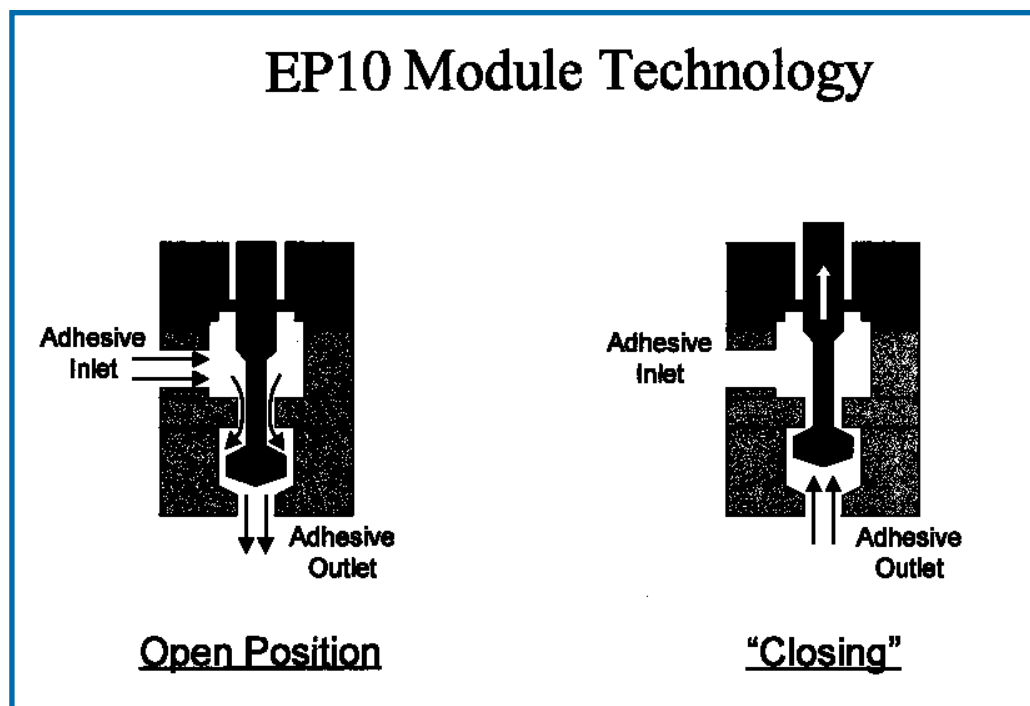 EP10 Module Technology
Adhesive
Inlet
Adhesive
Outlet
Open Position
Adhesive
Inlet
Adhesive
Outlet
“Closing”